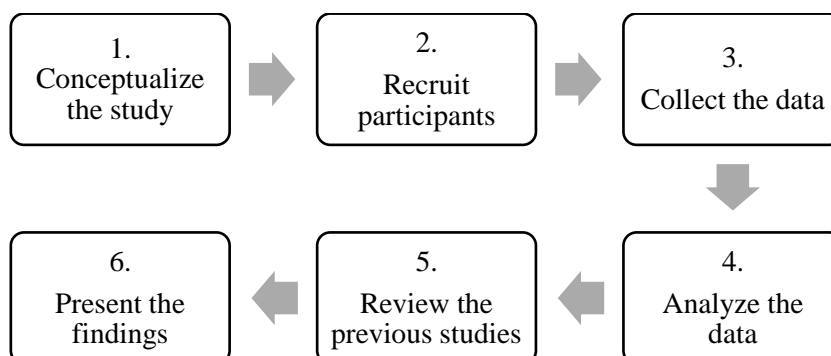 1.
Conceptualize
the study
2.
Recruit
participants
3.
Collect the data
4.
Analyze the
data
5.
Review the
previous studies
6.
Present the
findings